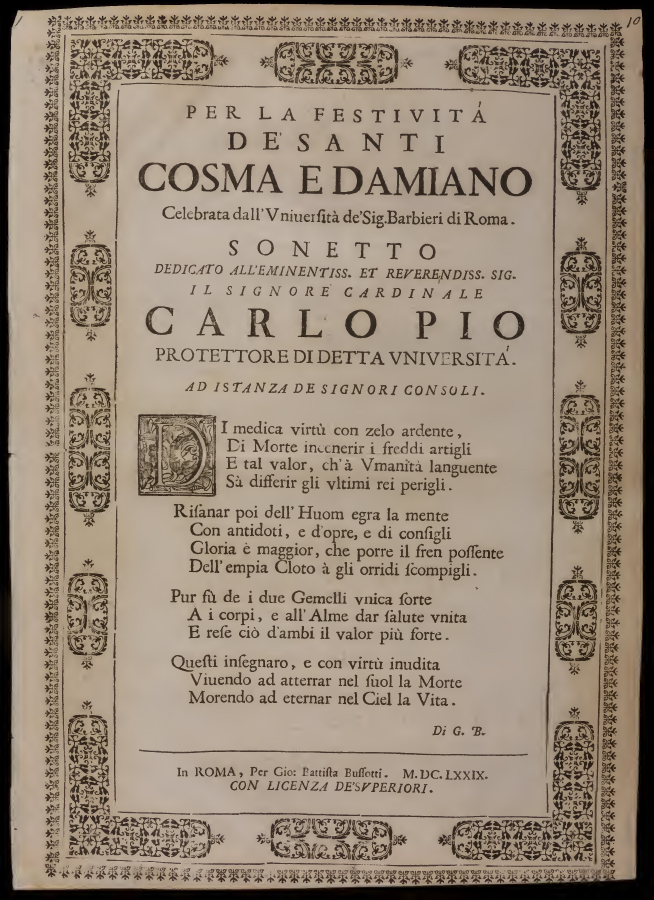 10
PER LA FESTIVITÁ
DE' SANTI
COSMA E DAMIANO
Celebrata dall'Vniuersità de'Sig. Barbieri di Roma.
SONETTO
DEDICATO ALL'EMINENTISS. ET REVERENDISS. SIG.
IL SIGNORE CARDINALE
CARLO PIO
PROTETTORE DI DETTA VNIVERSITÁ.
AD ISTANZA DE SIGNORI CONSOLI.
DI medica virtù con zelo ardente,
Di Morte incenerir i freddi artigli
E tal valor, ch'à Vmanità languente
Sà differir gli vltimi rei perigli.
Riſanar poi dell' Huom egra la mente
Con antidoti, e d'opre, e di conſigli
Gloria è maggior, che porre il fren poſſente
Dell' empia Cloto à gli orridi ſcompigli.
Pur fù de i due Gemelli vnica ſorte
A i corpi, e all' Alme dar ſalute vnita
E reſe ciò d'ambi il valor più forte.
Queſti inſegnaro, e con virtù inudita
Viuendo ad atterrar nel ſuol la Morte
Morendo ad eternar nel Ciel la Vita.
Di G. B.
In ROMA, Per Gio: Battiſta Buſſotti. M.DC.LXXIX.
CON LICENZA DE'SVPERIORI.